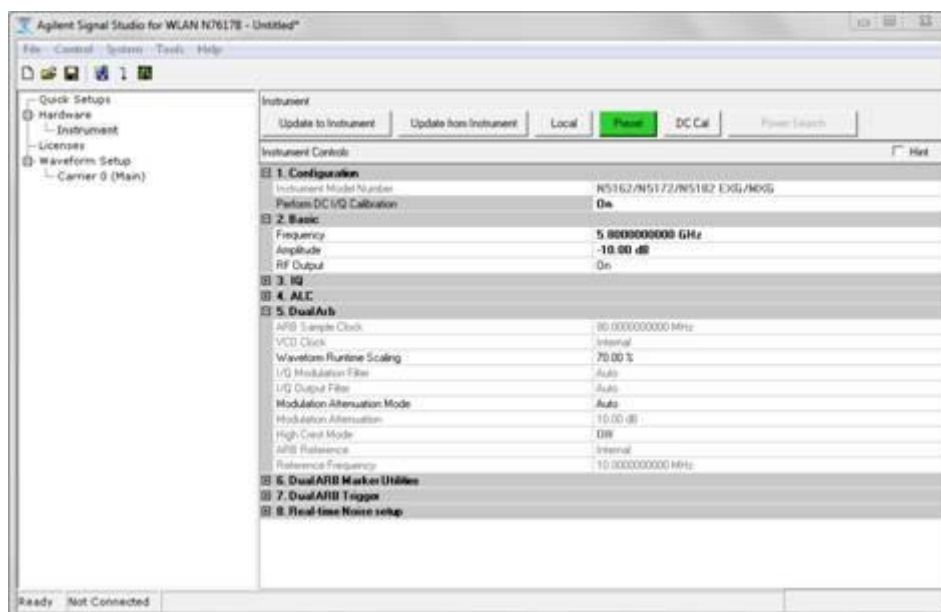 Agilent Signal Studio for WLAN N7617B - Untitled*
File Control System Tools Help
Quick Setups
Hardware
Instrument
Licenses
Waveform Setup
Carrier 0 (Main)
Instrument
Update to Instrument Update from Instrument Local Preset DC Cal Power Search
Instrument Controls Hint
1. Configuration
Instrument Model Number N5162/N5172/N5182 EXG/MXG
Perform DC I/Q Calibration On
2. Basic
Frequency 5.8000000000 GHz
Amplitude -10.00 dB
RF Output On
3. IQ
4. ALC
5. DualArb
ARB Sample Clock 80.0000000000 MHz
VCO Clock Internal
Waveform Runtime Scaling 70.00 %
I/Q Modulation Filter Auto
I/Q Output Filter Auto
Modulation Attenuation Mode Auto
Modulation Attenuation 10.00 dB
High Crest Mode Off
ARB Reference Internal
Reference Frequency 10.0000000000 MHz
6. DualARB Marker Utilities
7. DualARB Trigger
8. Real-time Noise setup
Ready Not Connected